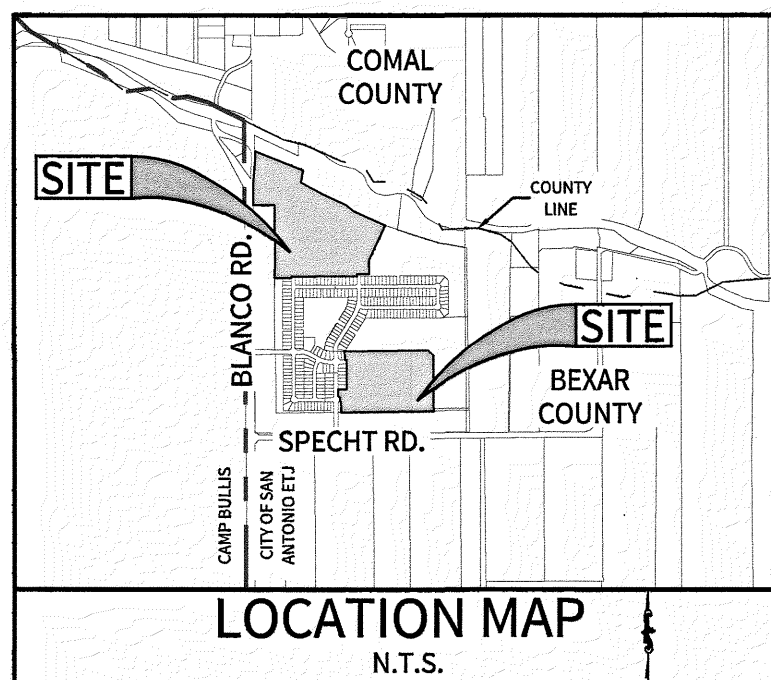 COMAL
COUNTY
SITE
COUNTY
LINE
BLANCO RD.
SITE
BEXAR
COUNTY
SPECHT RD.
CAMP BULLIS
CITY OF SAN
ANTONIO ETJ
LOCATION MAP
N.T.S.